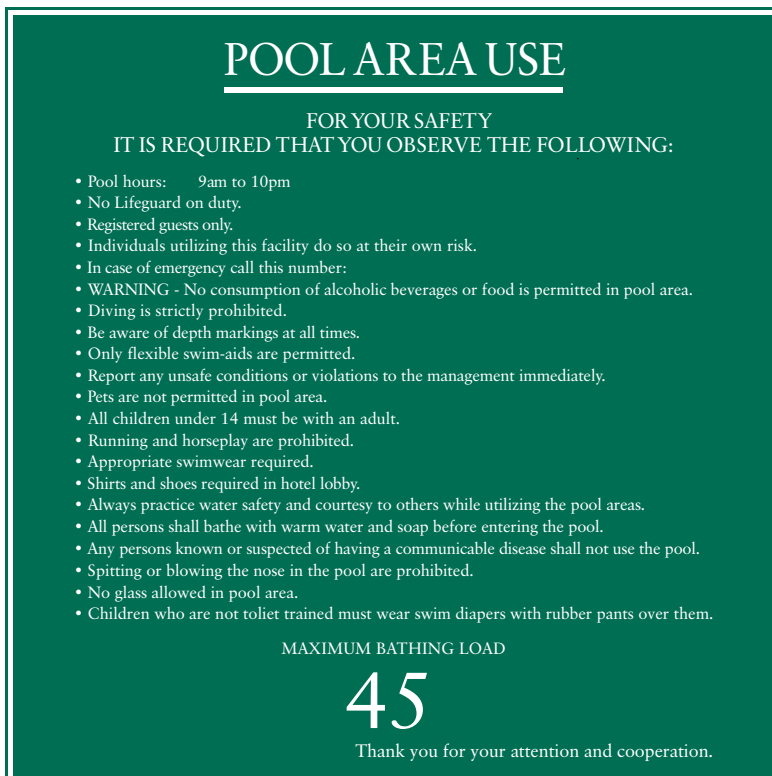 POOL AREA USE
FOR YOUR SAFETY
IT IS REQUIRED THAT YOU OBSERVE THE FOLLOWING:
• Pool hours: 9am to 10pm
• No Lifeguard on duty.
• Registered guests only.
• Individuals utilizing this facility do so at their own risk.
• In case of emergency call this number:
• WARNING - No consumption of alcoholic beverages or food is permitted in pool area.
• Diving is strictly prohibited.
• Be aware of depth markings at all times.
• Only flexible swim-aids are permitted.
• Report any unsafe conditions or violations to the management immediately.
• Pets are not permitted in pool area.
• All children under 14 must be with an adult.
• Running and horseplay are prohibited.
• Appropriate swimwear required.
• Shirts and shoes required in hotel lobby.
• Always practice water safety and courtesy to others while utilizing the pool areas.
• All persons shall bathe with warm water and soap before entering the pool.
• Any persons known or suspected of having a communicable disease shall not use the pool.
• Spitting or blowing the nose in the pool are prohibited.
• No glass allowed in pool area.
• Children who are not toliet trained must wear swim diapers with rubber pants over them.
MAXIMUM BATHING LOAD
45
Thank you for your attention and cooperation.